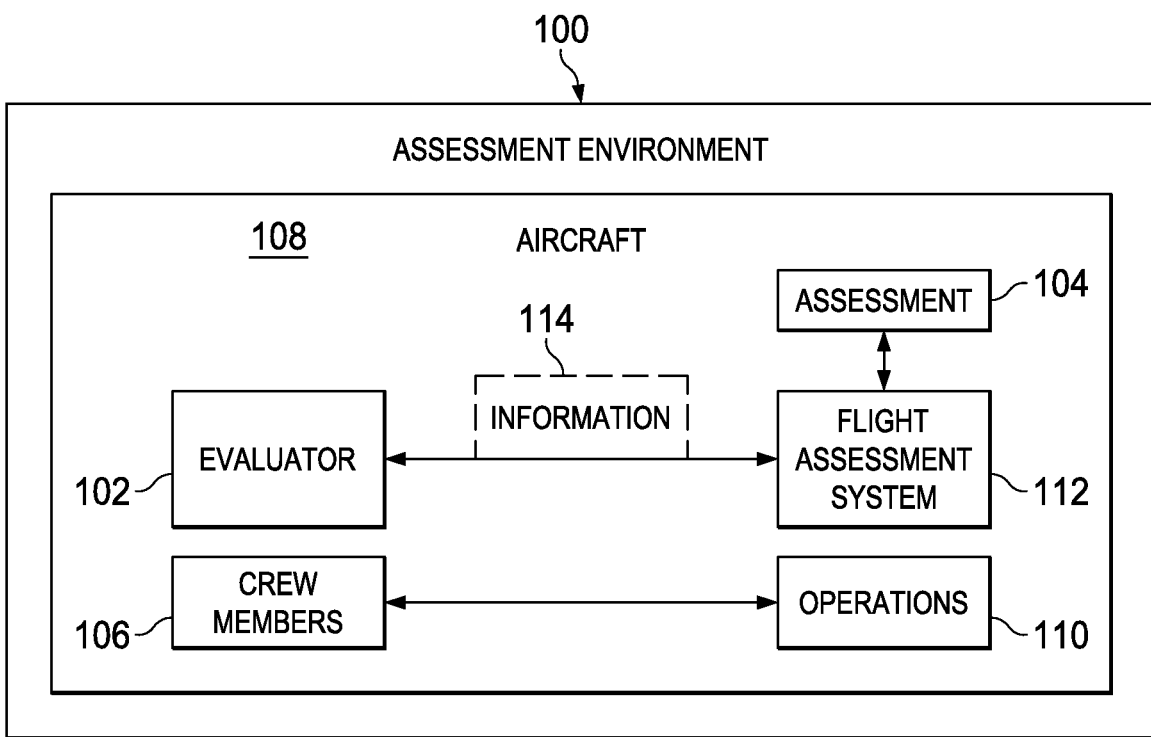 100
ASSESSMENT ENVIRONMENT
108
AIRCRAFT
ASSESSMENT
104
114
INFORMATION
EVALUATOR
102
FLIGHT
ASSESSMENT
SYSTEM
112
CREW
MEMBERS
106
OPERATIONS
110